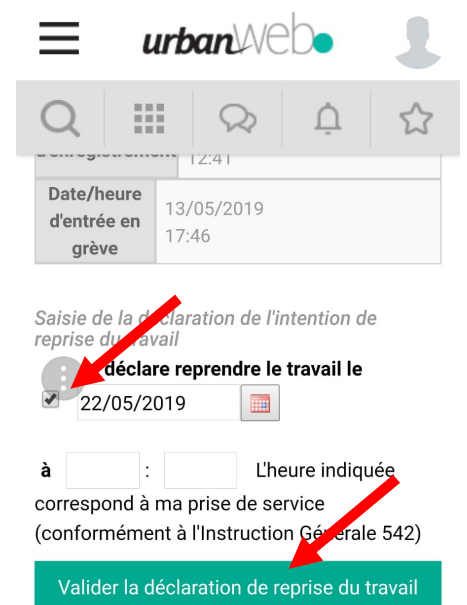 urbanweb
d'enregistrement
12:41
Date/heure
d'entrée en
grève
13/05/2019
17:46
Saisie de la déclaration de l'intention de
reprise du travail
déclare reprendre le travail le
22/05/2019
à : L'heure indiquée
correspond à ma prise de service
(conformément à l'Instruction Générale 542)
Valider la déclaration de reprise du travail